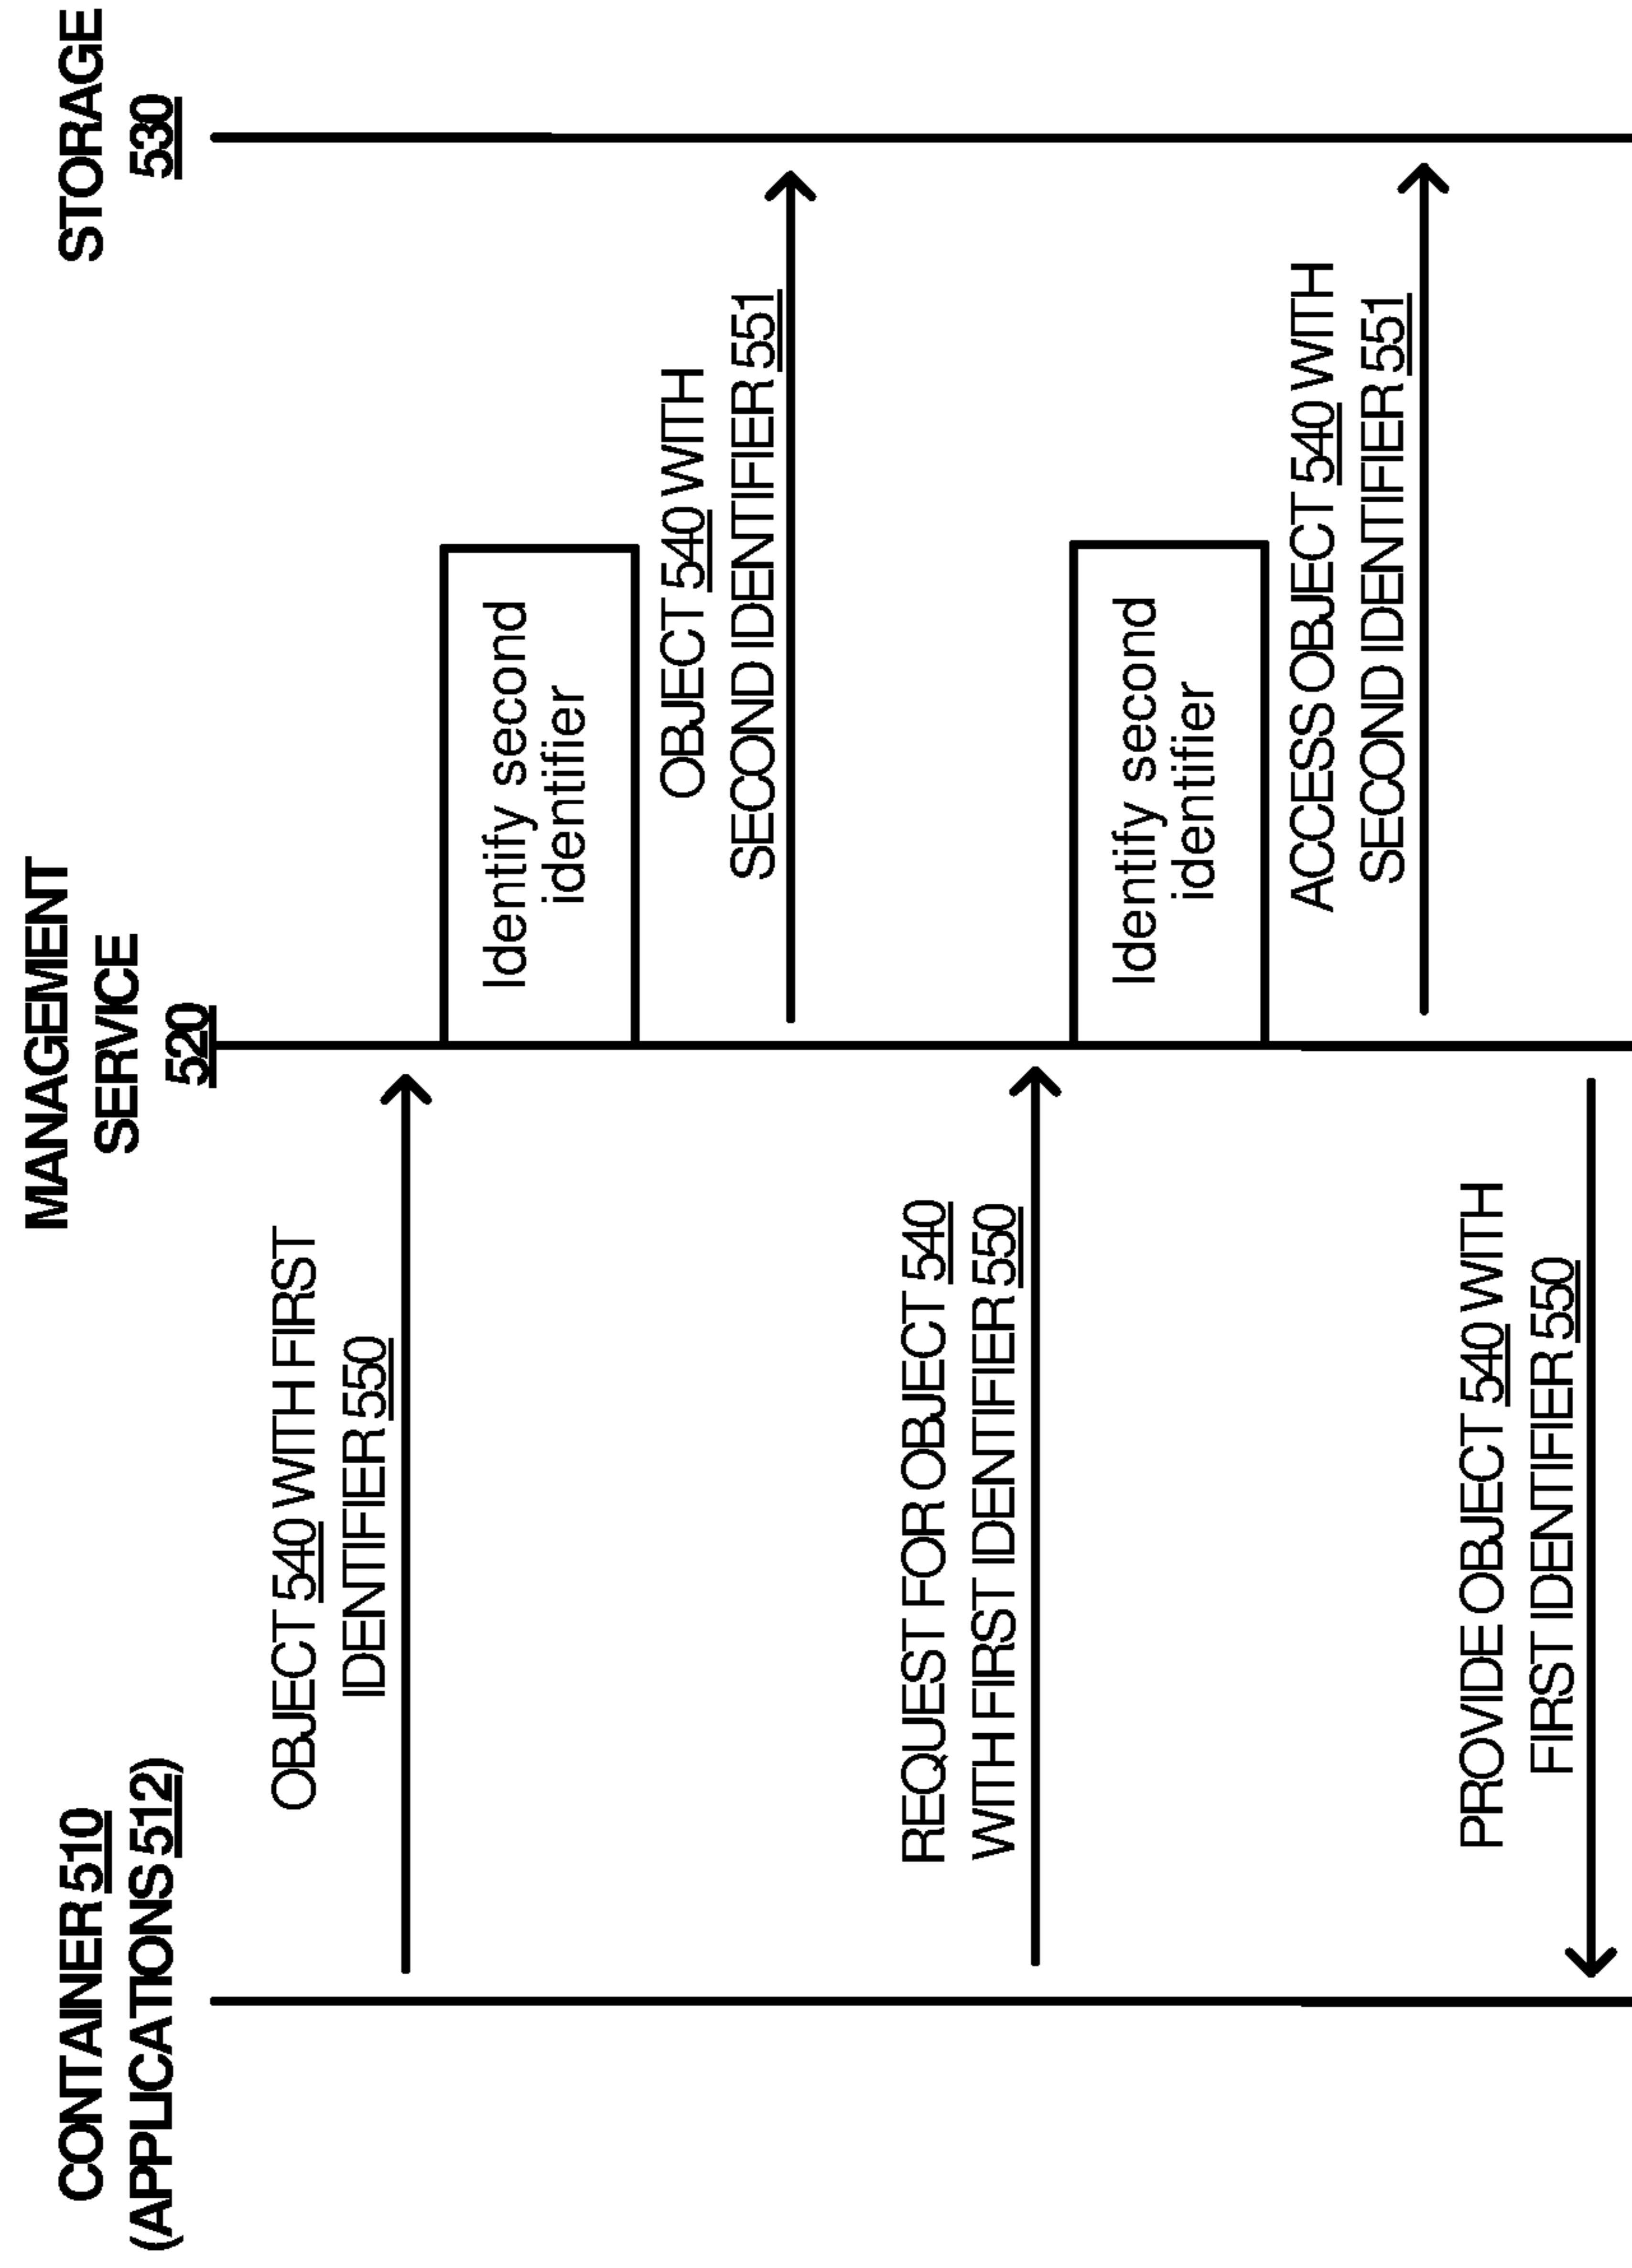 CONTAINER 510
(APPLICATIONS 512)
MANAGEMENT
SERVICE
520
STORAGE
530
OBJECT 540 WITH FIRST
IDENTIFIER 550
Identify second
identifier
OBJECT 540 WITH
SECOND IDENTIFIER 551
REQUEST FOR OBJECT 540
WITH FIRST IDENTIFIER 550
Identify second
identifier
ACCESS OBJECT 540 WITH
SECOND IDENTIFIER 551
PROVIDE OBJECT 540 WITH
FIRST IDENTIFIER 550